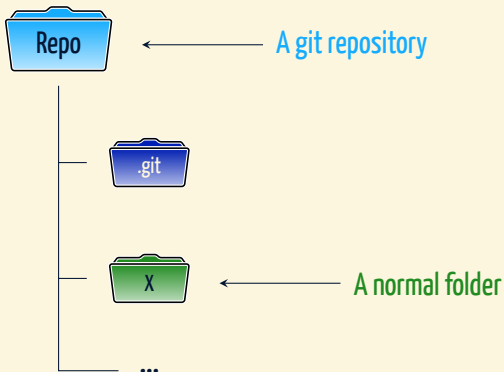 Repo
A git repository
.git
X
A normal folder
...